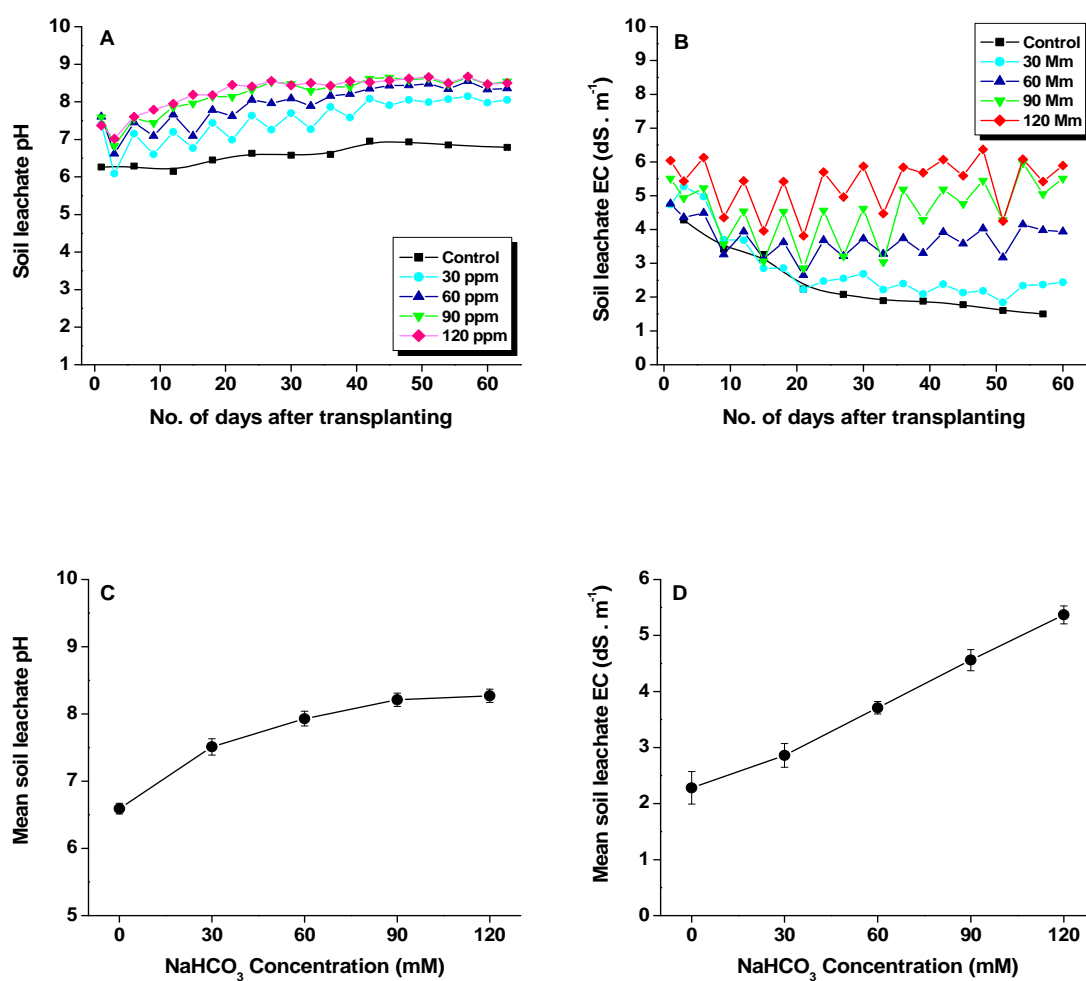 A
Soil leachate pH
10
9
8
7
6
5
4
3
2
1
0 10 20 30 40 50 60
No. of days after transplanting
Control
30 ppm
60 ppm
90 ppm
120 ppm
B
Soil leachate EC (dS . m⁻¹)
10
9
8
7
6
5
4
3
2
1
0
0 10 20 30 40 50 60
No. of days after transplanting
Control
30 Mm
60 Mm
90 Mm
120 Mm
C
Mean soil leachate pH
10
9
8
7
6
5
0 30 60 90 120
NaHCO₃ Concentration (mM)
D
Mean soil leachate EC (dS . m⁻¹)
6
5
4
3
2
1
0
0 30 60 90 120
NaHCO₃ Concentration (mM)